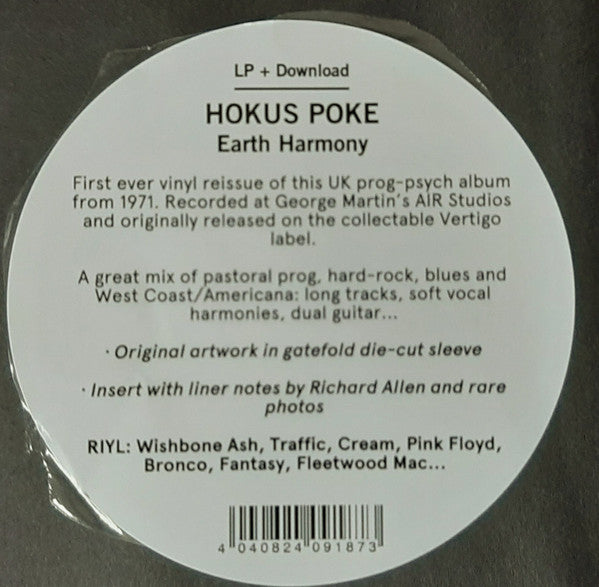 LP + Download
HOKUS POKE
Earth Harmony
First ever vinyl reissue of this UK prog-psych album
from 1971. Recorded at George Martin's AIR Studios
and originally released on the collectable Vertigo
label.
A great mix of pastoral prog, hard-rock, blues and
West Coast/Americana: long tracks, soft vocal
harmonies, dual guitar...
· Original artwork in gatefold die-cut sleeve
· Insert with liner notes by Richard Allen and rare
photos
RIYL: Wishbone Ash, Traffic, Cream, Pink Floyd,
Bronco, Fantasy, Fleetwood Mac...
4 040824 091873